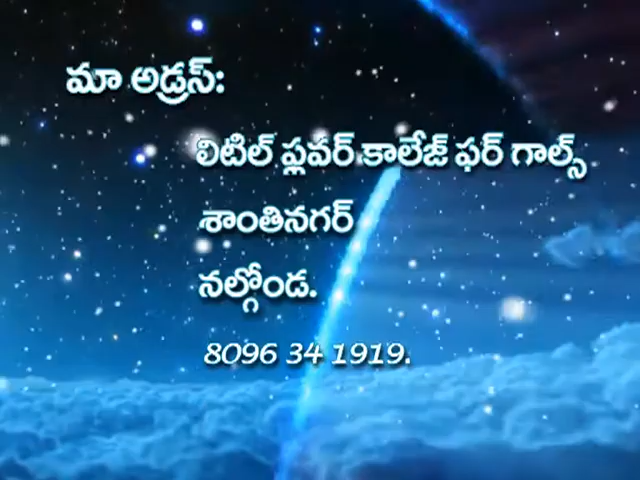 మా అడ్రస్:
లిటిల్ ప్లవర్ కాలేజ్ ఫర్ గాల్స్
శాంతినగర్
నల్గోండ.
8096 34 1919.